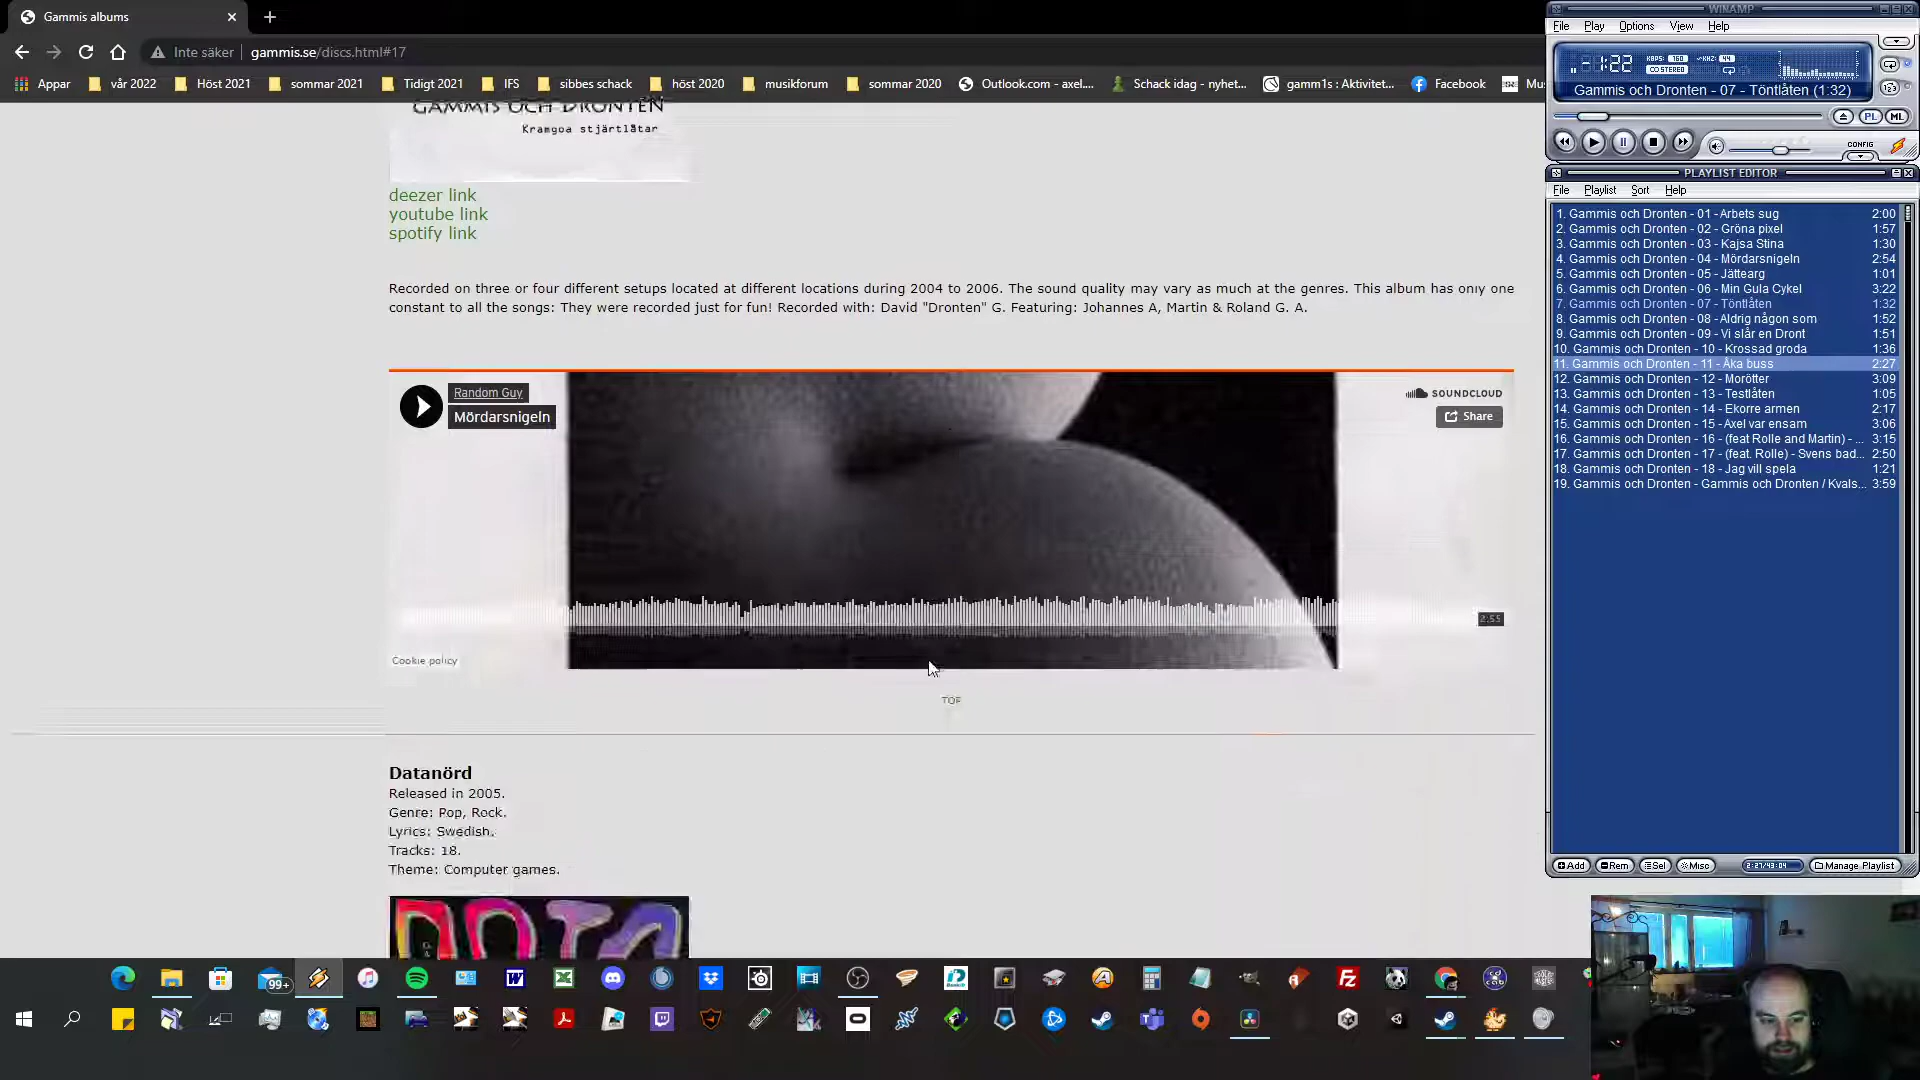 Gammis albums
Inte säker
gammis.se/discs.html#17
Appar
vår 2022
Höst 2021
sommar 2021
Tidigt 2021
IFS
sibbes schack
höst 2020
musikforum
sommar 2020
Outlook.com - axel....
Schack idag - nyhet...
gamm1s : Aktivitet...
Facebook
GAMMIS OCH DRONTEN
Kramgoa stjärtlåtar
deezer link
youtube link
spotify link
Recorded on three or four different setups located at different locations during 2004 to 2006. The sound quality may vary as much at the genres. This album has only one
constant to all the songs: They were recorded just for fun! Recorded with: David "Dronten" G. Featuring: Johannes A, Martin & Roland G. A.
Random Guy
Mördarsnigeln
SOUNDCLOUD
Share
2:55
Cookie policy
TOP
Datanörd
Released in 2005.
Genre: Pop, Rock.
Lyrics: Swedish.
Tracks: 18.
Theme: Computer games.
WINAMP
File Play Options View Help
-1:22
KBPS: 160 KHZ: 44
STEREO
Gammis och Dronten - 07 - Töntlåten (1:32)
PL ML
CONFIG
PLAYLIST EDITOR
File Playlist Sort Help
1. Gammis och Dronten - 01 - Arbets sug 2:00
2. Gammis och Dronten - 02 - Gröna pixel 1:57
3. Gammis och Dronten - 03 - Kajsa Stina 1:30
4. Gammis och Dronten - 04 - Mördarsnigeln 2:54
5. Gammis och Dronten - 05 - Jättearg 1:01
6. Gammis och Dronten - 06 - Min Gula Cykel 3:22
7. Gammis och Dronten - 07 - Töntlåten 1:32
8. Gammis och Dronten - 08 - Aldrig någon som 1:52
9. Gammis och Dronten - 09 - Vi slår en Dront 1:51
10. Gammis och Dronten - 10 - Krossad groda 1:36
11. Gammis och Dronten - 11 - Åka buss 2:27
12. Gammis och Dronten - 12 - Morötter 3:09
13. Gammis och Dronten - 13 - Testlåten 1:05
14. Gammis och Dronten - 14 - Ekorre armen 2:17
15. Gammis och Dronten - 15 - Axel var ensam 3:06
16. Gammis och Dronten - 16 - (feat Rolle and Martin) - ... 3:15
17. Gammis och Dronten - 17 - (feat. Rolle) - Svens bad... 2:50
18. Gammis och Dronten - 18 - Jag vill spela 1:21
19. Gammis och Dronten - Gammis och Dronten / Kvals... 3:59
Add Rem Sel Misc 2:27/43:04 Manage Playlist
99+